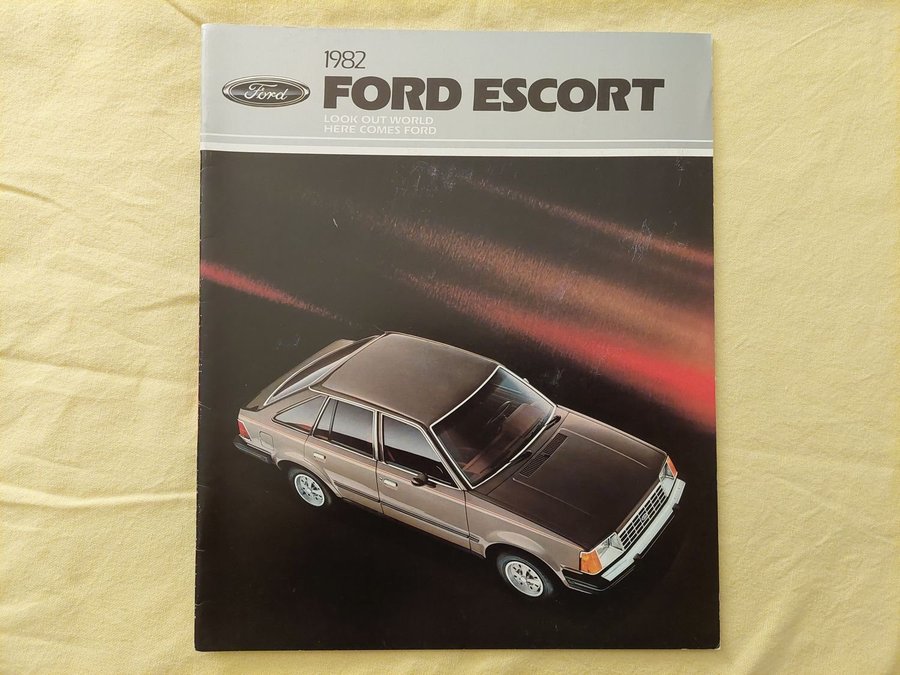 1982
Ford
FORD ESCORT
LOOK OUT WORLD
HERE COMES FORD